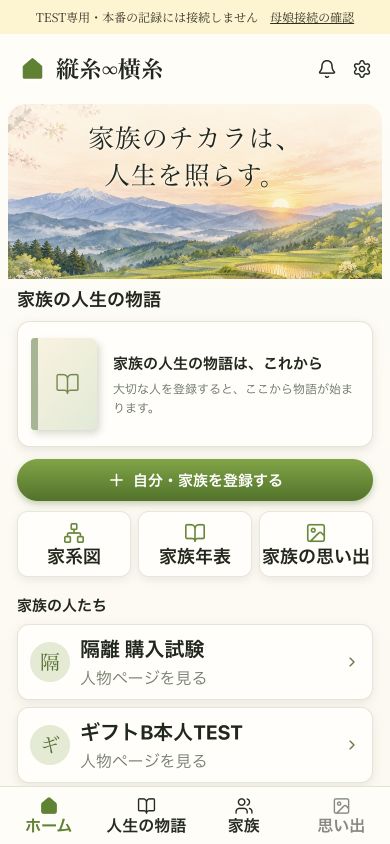 TEST専用・本番の記録には接続しません 母娘接続の確認
縦糸∞横糸
家族のチカラは、
人生を照らす。
家族の人生の物語
家族の人生の物語は、これから
大切な人を登録すると、ここから物語が始ま
ります。
＋ 自分・家族を登録する
家系図 家族年表 家族の思い出
家族の人たち
隔 隔離 購入試験
人物ページを見る
ギ ギフトB本人TEST
人物ページを見る
ホーム 人生の物語 家族 思い出